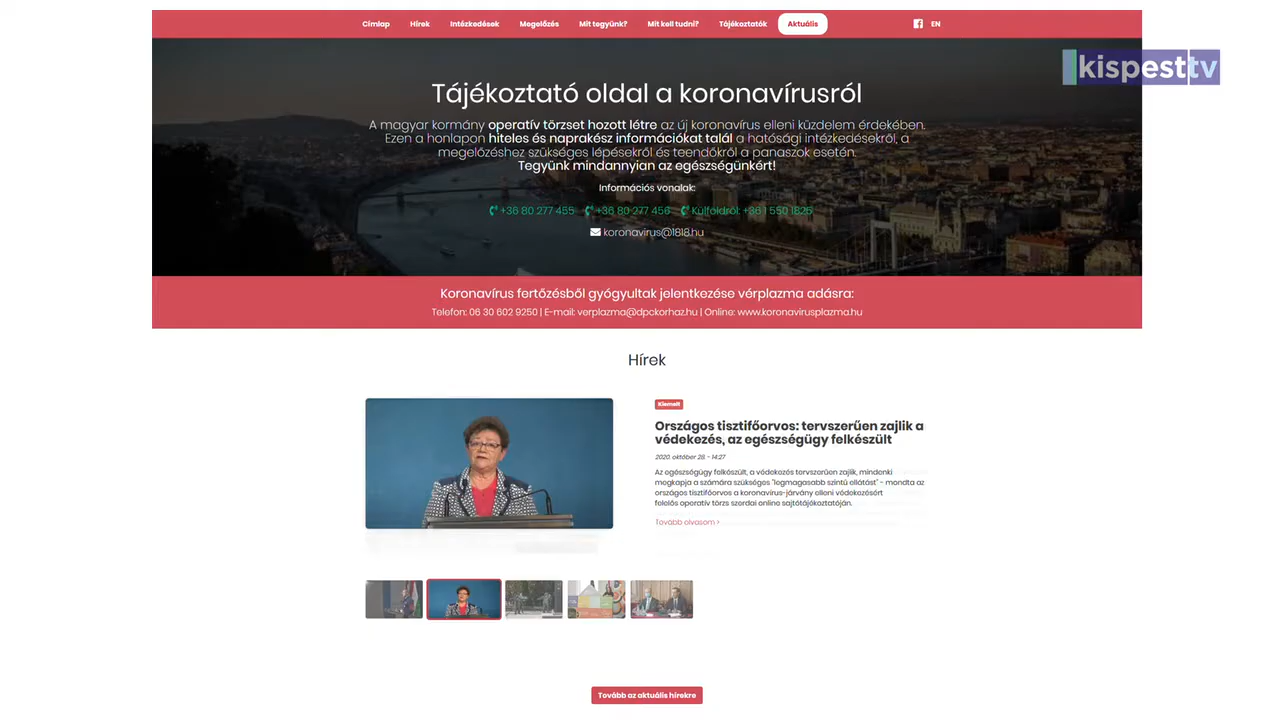 Címlap Hírek Intézkedések Megelőzés Mit tegyünk? Mit kell tudni? Tájékoztatók Aktuális EN
kispesttv
Tájékoztató oldal a koronavírusról
A magyar kormány operatív törzset hozott létre az új koronavírus elleni küzdelem érdekében.
Ezen a honlapon hiteles és naprakész információkat talál a hatósági intézkedésekről, a
megelőzéshez szükséges lépésekről és teendőkről a panaszok esetén.
Tegyünk mindannyian az egészségünkért!
Információs vonalak:
+36 80 277 455 +36 80 277 456 Külföldről: +36 1 550 1825
koronavirus@1818.hu
Koronavírus fertőzésből gyógyultak jelentkezése vérplazma adásra:
Telefon: 06 30 602 9250 | E-mail: verplazma@dpckorhaz.hu | Online: www.koronavirusplazma.hu
Hírek
Kiemelt
Országos tisztifőorvos: tervszerűen zajlik a
védekezés, az egészségügy felkészült
2020. október 28. - 14:27
Az egészségügy felkészült, a védekezés tervszerűen zajlik, mindenki
megkapja a számára szükséges "legmagasabb szintű ellátást" - mondta az
országos tisztifőorvos a koronavírus-járvány elleni védekezésért
felelős operatív törzs szerdai online sajtótájékoztatóján.
Tovább olvasom >
Tovább az aktuális hírekre